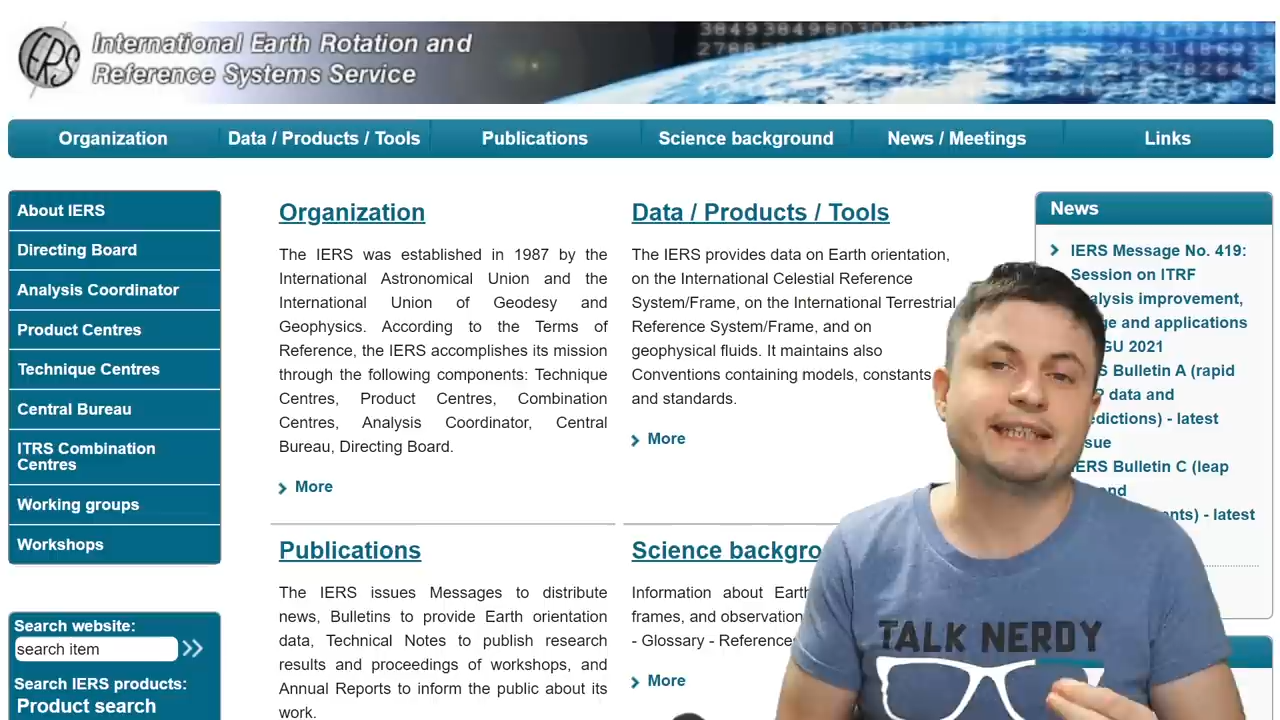 IERS
International Earth Rotation and
Reference Systems Service
Organization
Data / Products / Tools
Publications
Science background
News / Meetings
Links
About IERS
Directing Board
Analysis Coordinator
Product Centres
Technique Centres
Central Bureau
ITRS Combination
Centres
Working groups
Workshops
Search website:
search item
Search IERS products:
Product search
Organization
The IERS was established in 1987 by the
International Astronomical Union and the
International Union of Geodesy and
Geophysics. According to the Terms of
Reference, the IERS accomplishes its mission
through the following components: Technique
Centres, Product Centres, Combination
Centres, Analysis Coordinator, Central
Bureau, Directing Board.
More
Data / Products / Tools
The IERS provides data on Earth orientation,
on the International Celestial Reference
System/Frame, on the International Terrestrial
Reference System/Frame, and on
geophysical fluids. It maintains also
Conventions containing models, constants
and standards.
More
Publications
The IERS issues Messages to distribute
news, Bulletins to provide Earth orientation
data, Technical Notes to publish research
results and proceedings of workshops, and
Annual Reports to inform the public about its
work.
Science backgro
Information about Earth
frames, and observation
- Glossary - References
More
News
IERS Message No. 419:
Session on ITRF
alysis improvement,
ge and applications
GU 2021
S Bulletin A (rapid
P data and
edictions) - latest
sue
IERS Bulletin C (leap
ond
nts) - latest
TALK NERDY